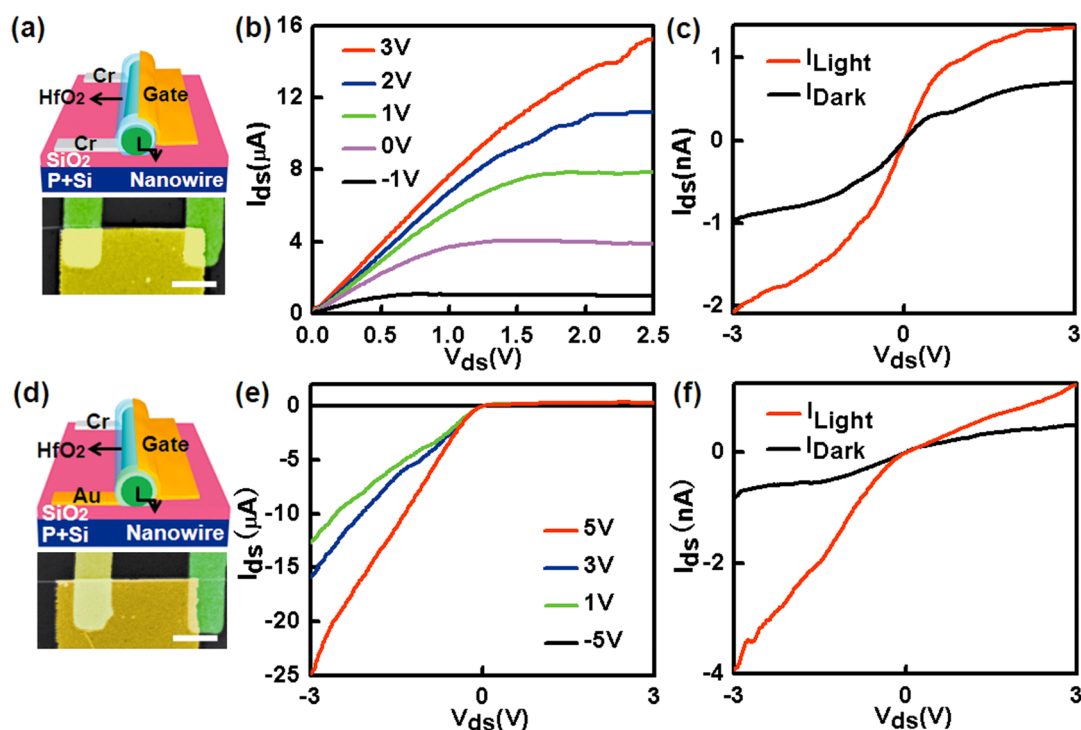 (a)
Cr
HfO2
Gate
Cr
L
SiO2
P+Si Nanowire
(b)
16
12
8
4
0
Ids(μA)
3V
2V
1V
0V
-1V
0.0 0.5 1.0 1.5 2.0 2.5
Vds(V)
(c)
1
0
-1
-2
Ids(nA)
ILight
IDark
-3 0 3
Vds(V)
(d)
Cr
HfO2
Gate
L
Au
SiO2
P+Si Nanowire
(e)
0
-5
-10
-15
-20
-25
Ids(μA)
5V
3V
1V
-5V
-3 0 3
Vds(V)
(f)
0
-2
-4
Ids(nA)
ILight
IDark
-3 0 3
Vds(V)